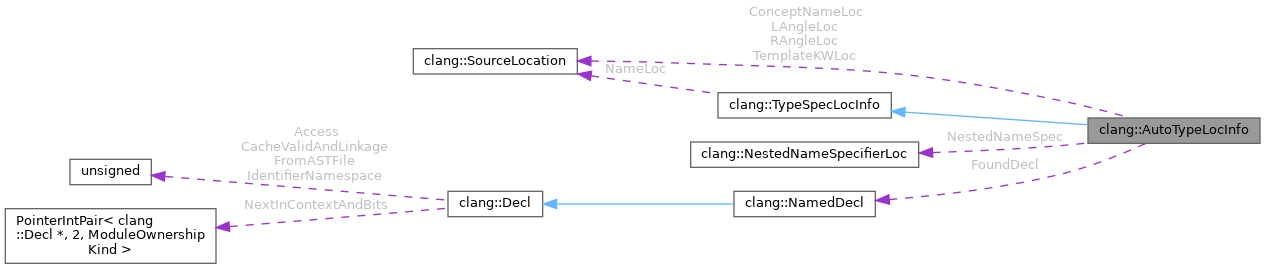 ConceptNameLoc
LAngleLoc
RAngleLoc
TemplateKWLoc
clang::SourceLocation
NameLoc
clang::TypeSpecLocInfo
clang::AutoTypeLocInfo
Access
CacheValidAndLinkage
FromASTFile
IdentifierNamespace
NestedNameSpec
clang::NestedNameSpecifierLoc
FoundDecl
unsigned
clang::Decl
clang::NamedDecl
NextInContextAndBits
PointerIntPair< clang
::Decl *, 2, ModuleOwnership
Kind >